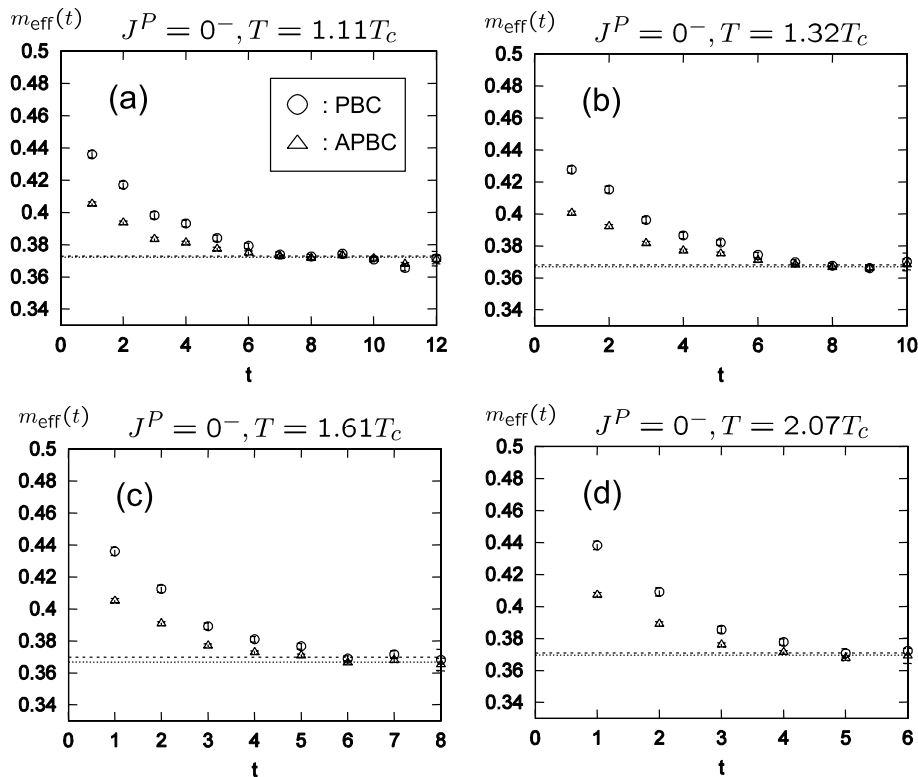 m_eff(t)
J^P = 0^-, T = 1.11T_c
(a)
○ : PBC
△ : APBC
0.5
0.48
0.46
0.44
0.42
0.4
0.38
0.36
0.34
0 2 4 6 8 10 12
t
m_eff(t)
J^P = 0^-, T = 1.32T_c
(b)
0.5
0.48
0.46
0.44
0.42
0.4
0.38
0.36
0.34
0 2 4 6 8 10
t
m_eff(t)
J^P = 0^-, T = 1.61T_c
(c)
0.5
0.48
0.46
0.44
0.42
0.4
0.38
0.36
0.34
0 1 2 3 4 5 6 7 8
t
m_eff(t)
J^P = 0^-, T = 2.07T_c
(d)
0.5
0.48
0.46
0.44
0.42
0.4
0.38
0.36
0.34
0 1 2 3 4 5 6
t